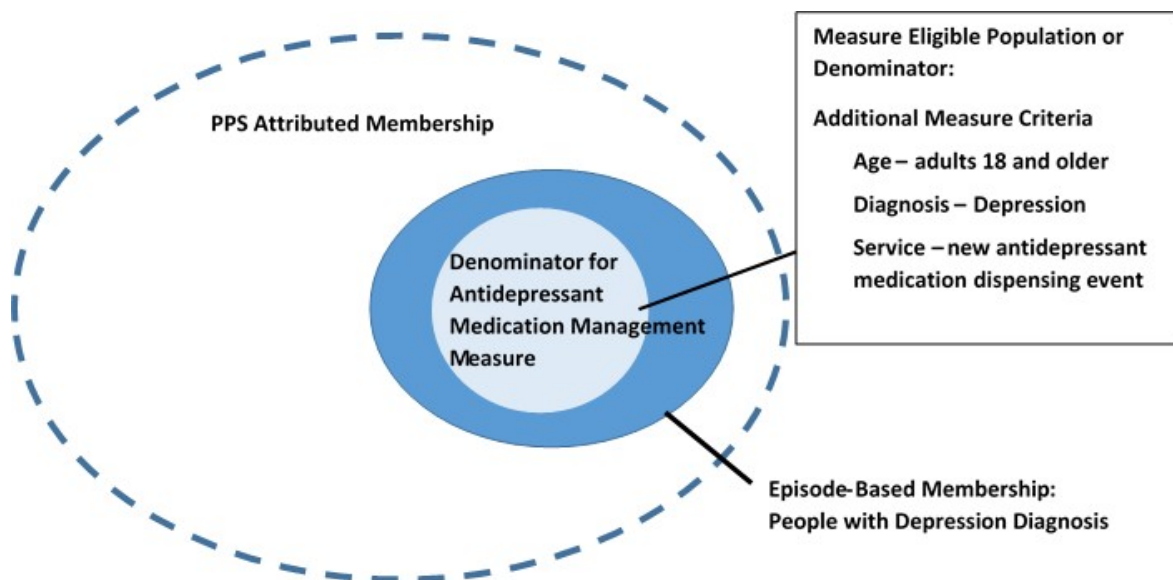 PPS Attributed Membership
Denominator for
Antidepressant
Medication Management
Measure
Measure Eligible Population or
Denominator:
Additional Measure Criteria
Age – adults 18 and older
Diagnosis – Depression
Service – new antidepressant
medication dispensing event
Episode-Based Membership:
People with Depression Diagnosis